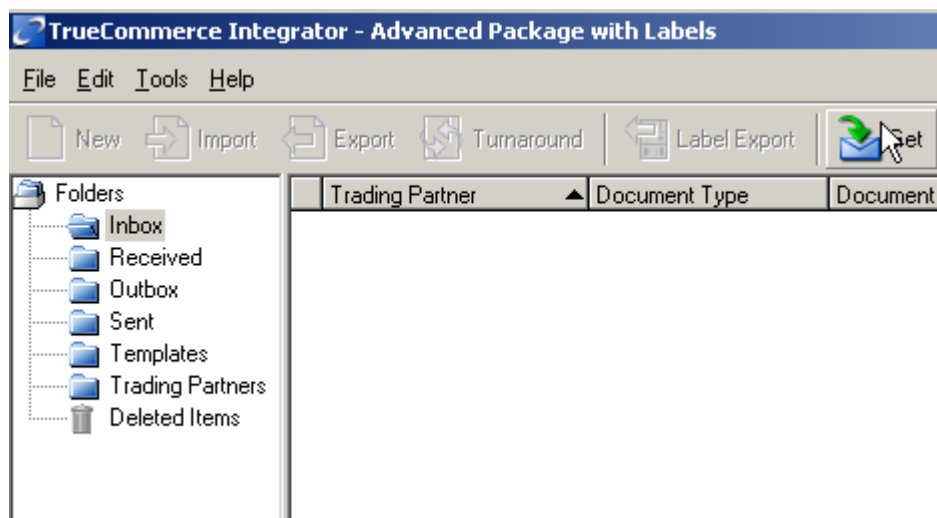 TrueCommerce Integrator - Advanced Package with Labels
File Edit Tools Help
New Import Export Turnaround Label Export Get
Folders
Trading Partner Document Type Document
Inbox
Received
Outbox
Sent
Templates
Trading Partners
Deleted Items